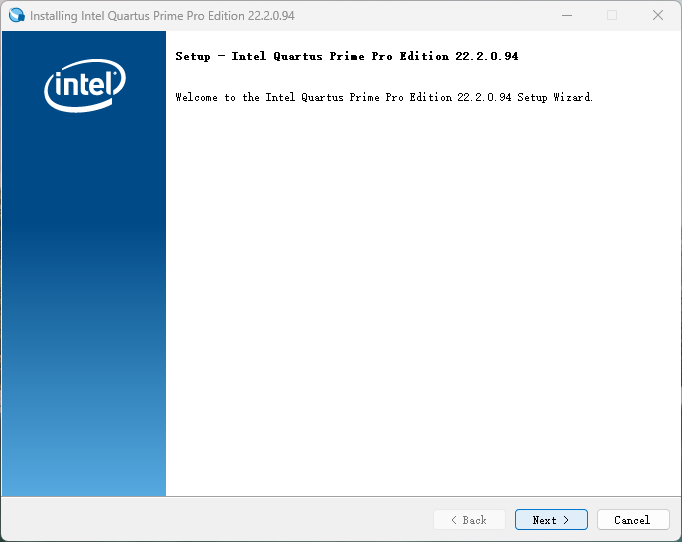 Installing Intel Quartus Prime Pro Edition 22.2.0.94
intel
Setup - Intel Quartus Prime Pro Edition 22.2.0.94
Welcome to the Intel Quartus Prime Pro Edition 22.2.0.94 Setup Wizard.
< Back
Next >
Cancel